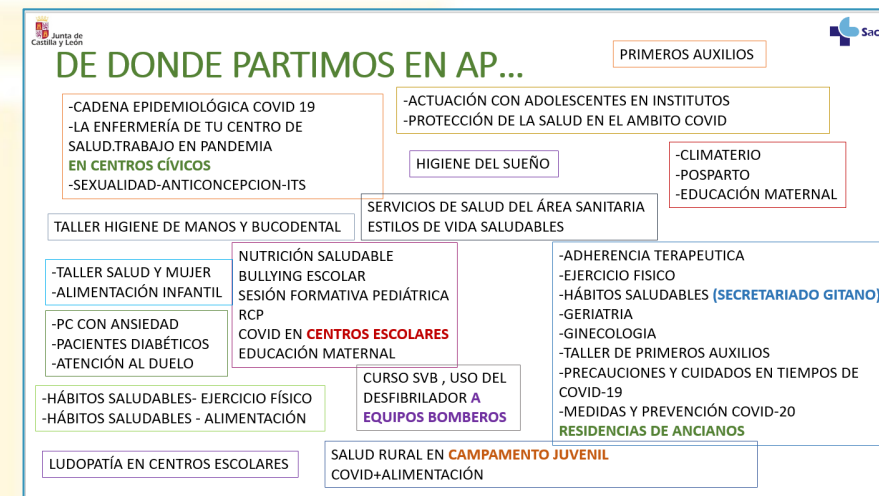 Junta de
Castilla y León
Sac
DE DONDE PARTIMOS EN AP...
PRIMEROS AUXILIOS
-CADENA EPIDEMIOLÓGICA COVID 19
-LA ENFERMERÍA DE TU CENTRO DE
SALUD.TRABAJO EN PANDEMIA
EN CENTROS CÍVICOS
-SEXUALIDAD-ANTICONCEPCION-ITS
-ACTUACIÓN CON ADOLESCENTES EN INSTITUTOS
-PROTECCIÓN DE LA SALUD EN EL AMBITO COVID
HIGIENE DEL SUEÑO
-CLIMATERIO
-POSPARTO
-EDUCACIÓN MATERNAL
SERVICIOS DE SALUD DEL ÁREA SANITARIA
ESTILOS DE VIDA SALUDABLES
TALLER HIGIENE DE MANOS Y BUCODENTAL
-TALLER SALUD Y MUJER
-ALIMENTACIÓN INFANTIL
NUTRICIÓN SALUDABLE
BULLYING ESCOLAR
SESIÓN FORMATIVA PEDIÁTRICA
RCP
COVID EN CENTROS ESCOLARES
EDUCACIÓN MATERNAL
-ADHERENCIA TERAPEUTICA
-EJERCICIO FISICO
-HÁBITOS SALUDABLES (SECRETARIADO GITANO)
-GERIATRIA
-GINECOLOGIA
-TALLER DE PRIMEROS AUXILIOS
-PRECAUCIONES Y CUIDADOS EN TIEMPOS DE
COVID-19
-MEDIDAS Y PREVENCIÓN COVID-20
RESIDENCIAS DE ANCIANOS
-PC CON ANSIEDAD
-PACIENTES DIABÉTICOS
-ATENCIÓN AL DUELO
CURSO SVB , USO DEL
DESFIBRILADOR A
EQUIPOS BOMBEROS
-HÁBITOS SALUDABLES- EJERCICIO FÍSICO
-HÁBITOS SALUDABLES - ALIMENTACIÓN
LUDOPATÍA EN CENTROS ESCOLARES
SALUD RURAL EN CAMPAMENTO JUVENIL
COVID+ALIMENTACIÓN